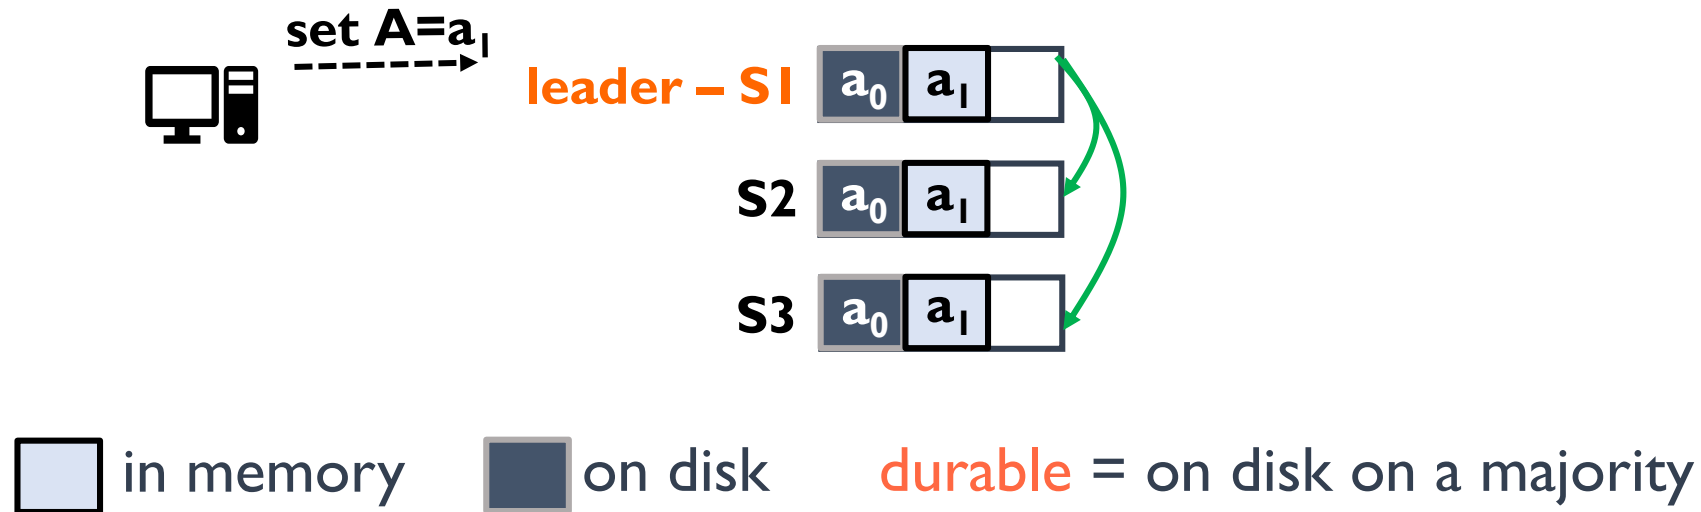 set A=a₁
leader – S1 a₀ a₁
S2 a₀ a₁
S3 a₀ a₁
in memory on disk durable = on disk on a majority